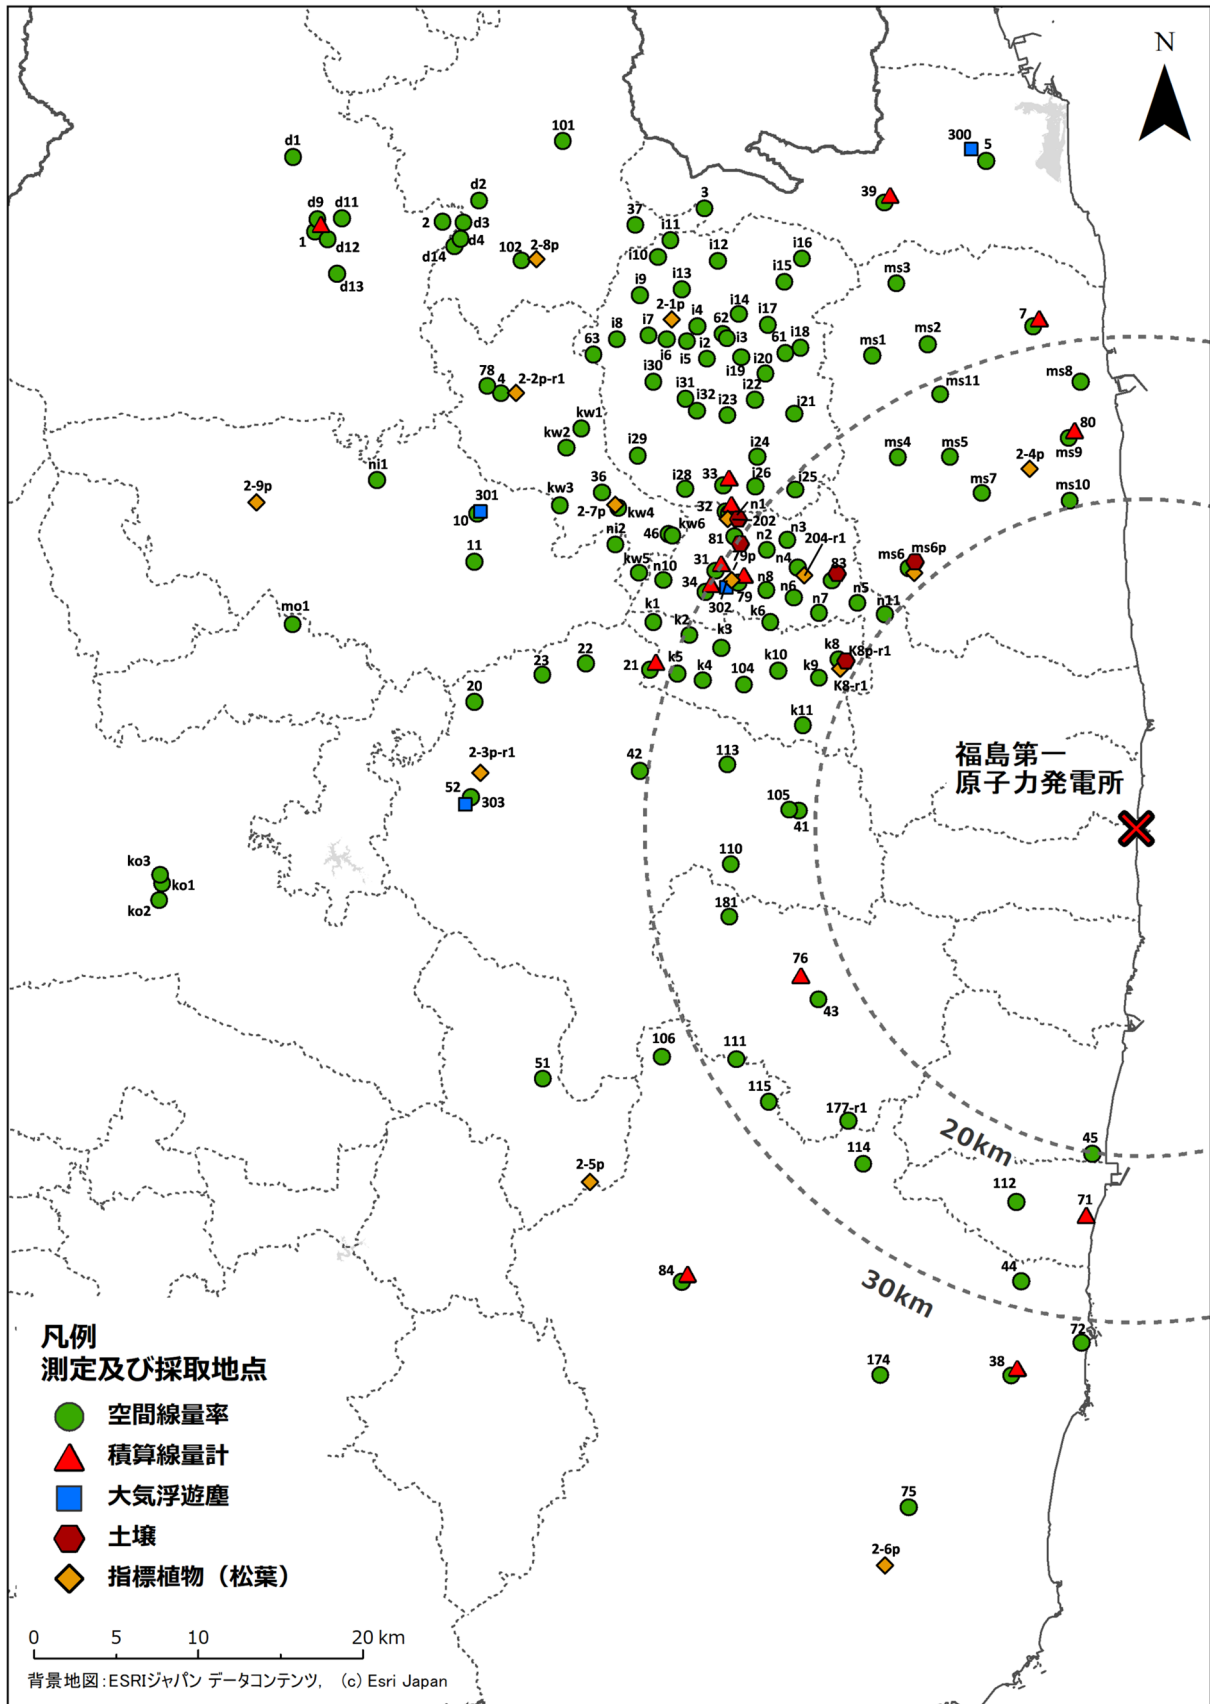 N
101
300
5
d1
d2
39
3
d9
d11
37
2
d3
i11
1
d12
d14
d4
102
2-8p
i10
i12
i16
d13
i15
ms3
i9
i13
2-1p
i14
i17
7
i7
i4
62
i3
i8
63
i6
i5
i2
61
i18
ms1
ms2
i19
i20
i30
ms8
78
4
2-2p-r1
ms11
i31
i32
i23
i22
i21
kw1
80
kw2
i29
i24
ms4
ms5
ms9
2-4p
ni1
i28
33
i26
i25
ms7
ms10
2-9p
301
36
kw3
10
2-7p
kw4
32
n1
202
46
kw6
81
n2
n3
204-r1
11
ni2
79p
ms6
ms6p
kw5
n10
31
n4
83
34
302
79
n8
n6
n7
n5
n11
mo1
k1
k2
k3
k6
22
21
k5
k4
104
k10
k9
k8
K8p-r1
K8-r1
23
20
k11
42
113
福島第一
原子力発電所
2-3p-r1
52
303
105
41
ko3
ko1
ko2
110
181
76
43
106
111
51
115
177-r1
20km
45
114
2-5p
112
71
84
30km
44
72
174
38
75
2-6p
凡例
測定及び採取地点
空間線量率
積算線量計
大気浮遊塵
土壌
指標植物（松葉）
0 5 10 20 km
背景地図:ESRIジャパン データコンテンツ, (c) Esri Japan